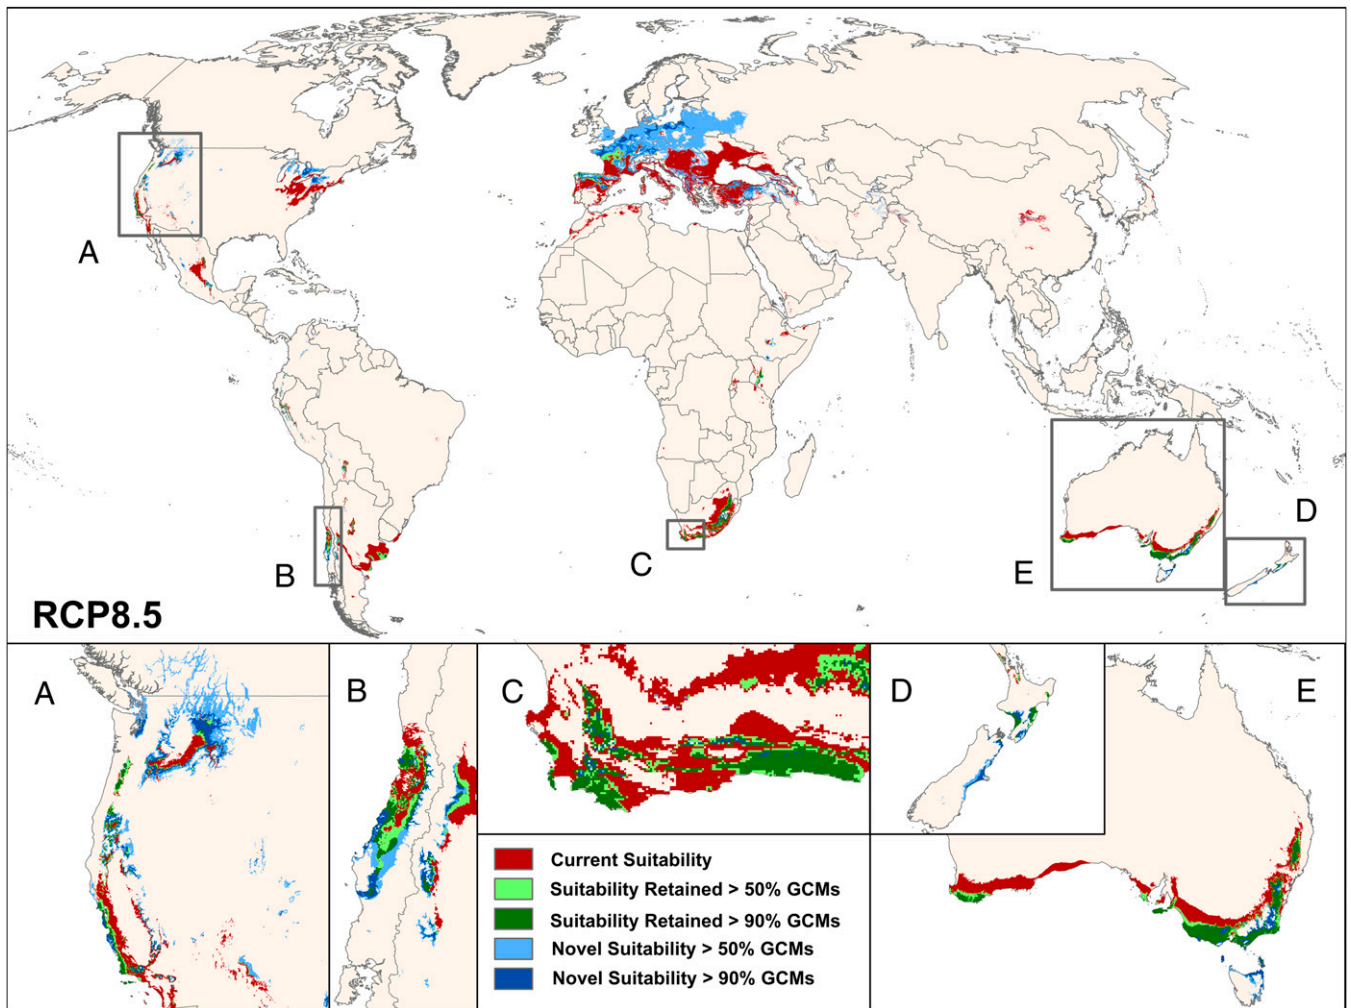 A
B
C
D
E
RCP8.5
A
B
C
D
E
Current Suitability
Suitability Retained > 50% GCMs
Suitability Retained > 90% GCMs
Novel Suitability > 50% GCMs
Novel Suitability > 90% GCMs